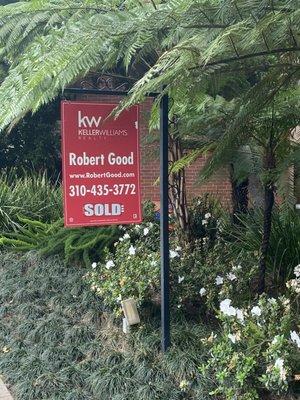 kw
KELLERWILLIAMS
REALTY
Robert Good
www.RobertGood.com
310-435-3772
SOLD!